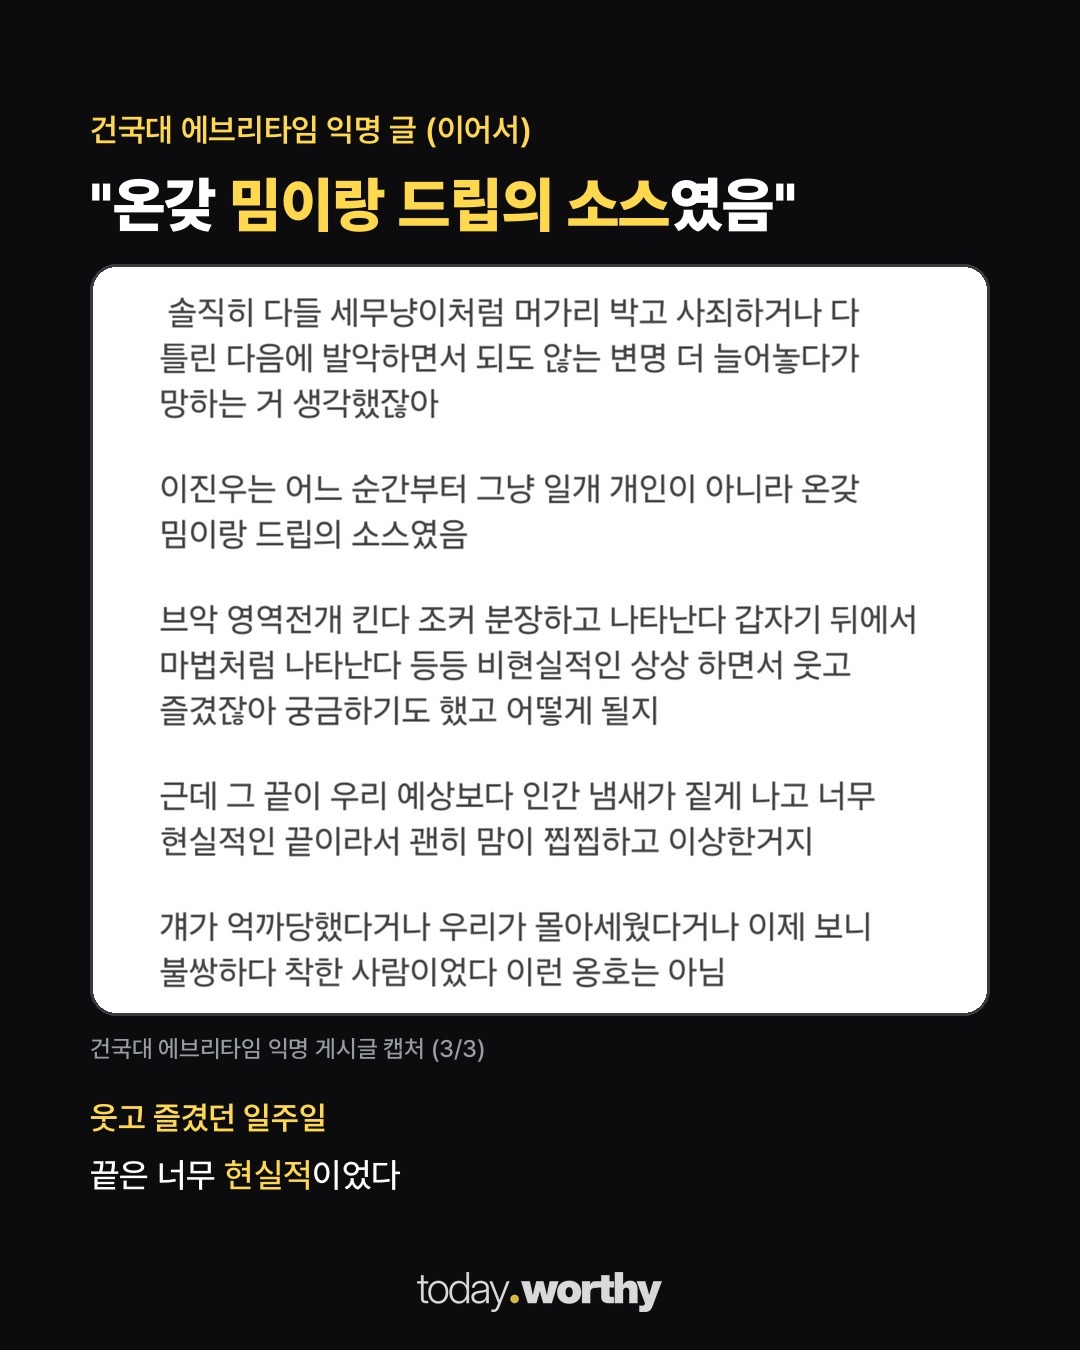 건국대 에브리타임 익명 글 (이어서)
"온갖 밈이랑 드립의 소스였음"
솔직히 다들 세무냥이처럼 머가리 박고 사죄하거나 다
틀린 다음에 발악하면서 되도 않는 변명 더 늘어놓다가
망하는 거 생각했잖아
이진우는 어느 순간부터 그냥 일개 개인이 아니라 온갖
밈이랑 드립의 소스였음
브악 영역전개 킨다 조커 분장하고 나타난다 갑자기 뒤에서
마법처럼 나타난다 등등 비현실적인 상상 하면서 웃고
즐겼잖아 궁금하기도 했고 어떻게 될지
근데 그 끝이 우리 예상보다 인간 냄새가 짙게 나고 너무
현실적인 끝이라서 괜히 맘이 찝찝하고 이상한거지
걔가 억까당했다거나 우리가 몰아세웠다거나 이제 보니
불쌍하다 착한 사람이었다 이런 옹호는 아님
건국대 에브리타임 익명 게시글 캡처 (3/3)
웃고 즐겼던 일주일
끝은 너무 현실적이었다
today.worthy